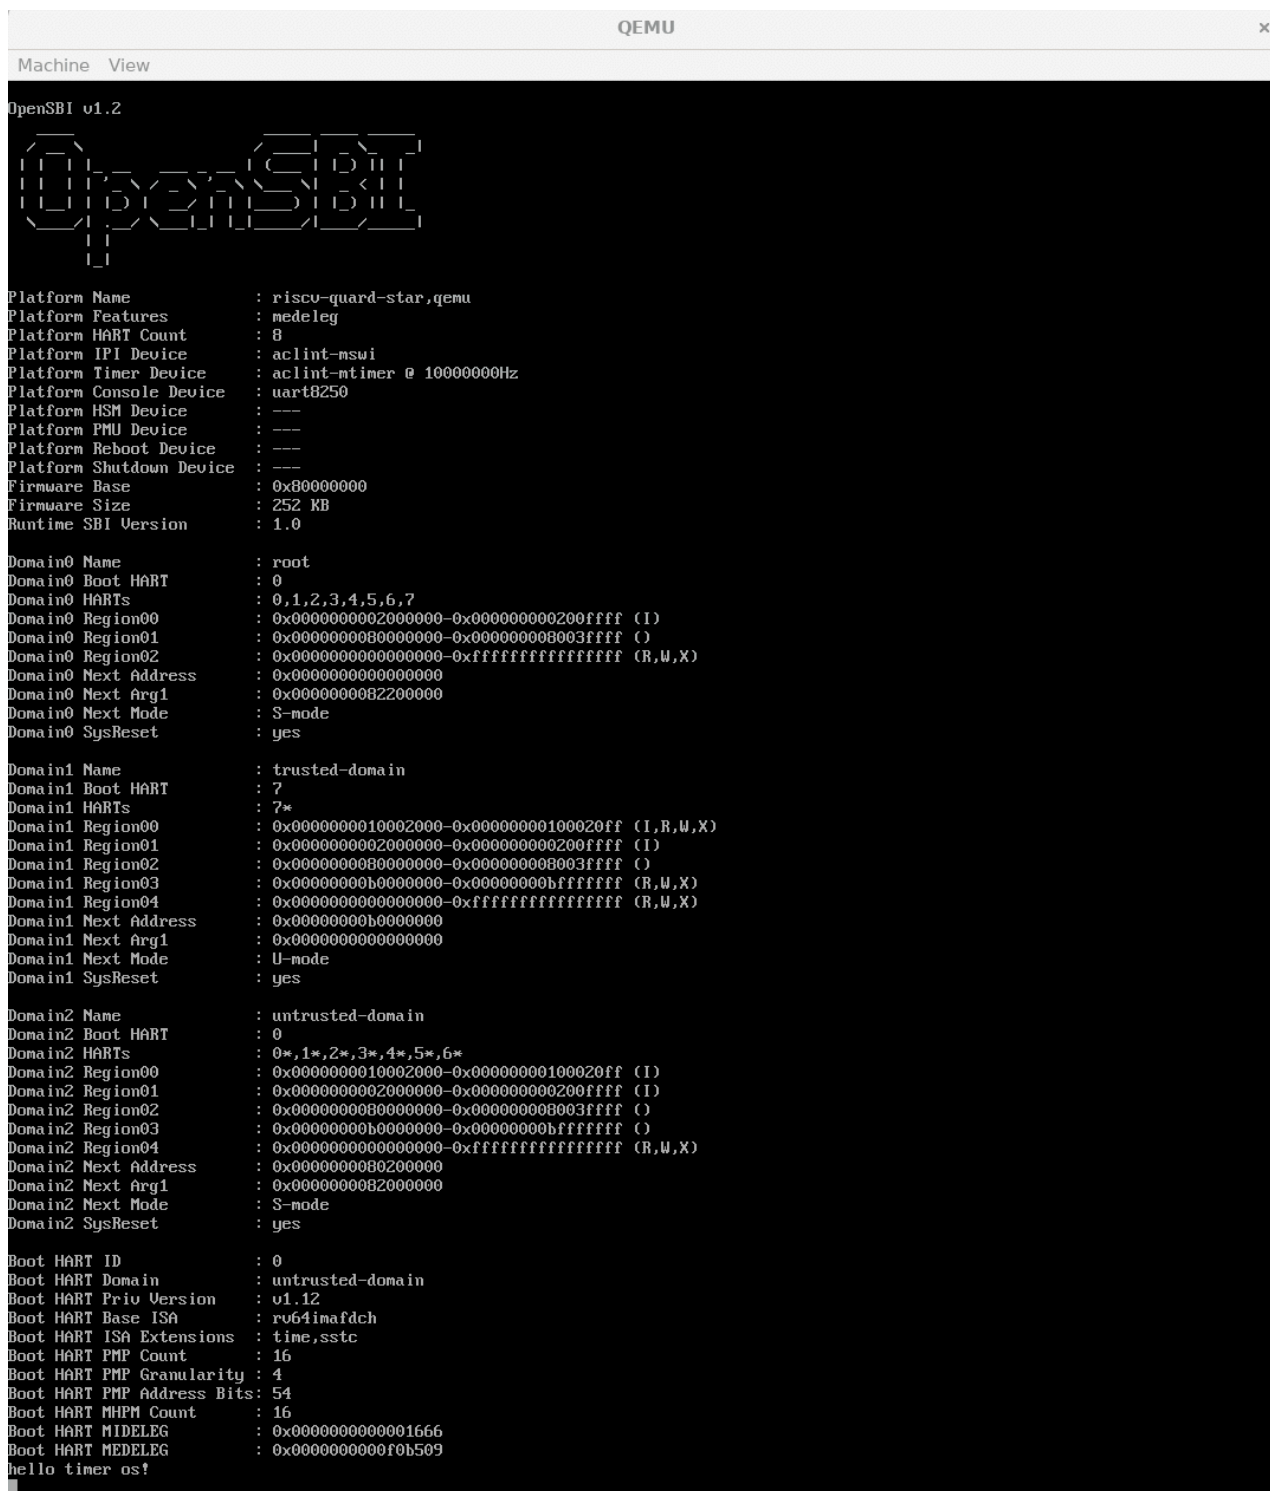 QEMU ×
Machine View
OpenSBI v1.2
OpenSBI
Platform Name : riscv-quard-star,qemu
Platform Features : medeleg
Platform HART Count : 8
Platform IPI Device : aclint-mswi
Platform Timer Device : aclint-mtimer @ 10000000Hz
Platform Console Device : uart8250
Platform HSM Device : ---
Platform PMU Device : ---
Platform Reboot Device : ---
Platform Shutdown Device : ---
Firmware Base : 0x80000000
Firmware Size : 252 KB
Runtime SBI Version : 1.0
Domain0 Name : root
Domain0 Boot HART : 0
Domain0 HARTs : 0,1,2,3,4,5,6,7
Domain0 Region00 : 0x0000000002000000-0x000000000200ffff (I)
Domain0 Region01 : 0x0000000080000000-0x000000008003ffff ()
Domain0 Region02 : 0x0000000000000000-0xffffffffffffffff (R,W,X)
Domain0 Next Address : 0x0000000000000000
Domain0 Next Arg1 : 0x0000000082200000
Domain0 Next Mode : S-mode
Domain0 SysReset : yes
Domain1 Name : trusted-domain
Domain1 Boot HART : 7
Domain1 HARTs : 7*
Domain1 Region00 : 0x0000000010002000-0x00000000100020ff (I,R,W,X)
Domain1 Region01 : 0x0000000002000000-0x000000000200ffff (I)
Domain1 Region02 : 0x0000000080000000-0x000000008003ffff ()
Domain1 Region03 : 0x00000000b0000000-0x00000000bfffffff (R,W,X)
Domain1 Region04 : 0x0000000000000000-0xffffffffffffffff (R,W,X)
Domain1 Next Address : 0x00000000b0000000
Domain1 Next Arg1 : 0x0000000000000000
Domain1 Next Mode : U-mode
Domain1 SysReset : yes
Domain2 Name : untrusted-domain
Domain2 Boot HART : 0
Domain2 HARTs : 0*,1*,2*,3*,4*,5*,6*
Domain2 Region00 : 0x0000000010002000-0x00000000100020ff (I)
Domain2 Region01 : 0x0000000002000000-0x000000000200ffff (I)
Domain2 Region02 : 0x0000000080000000-0x000000008003ffff ()
Domain2 Region03 : 0x00000000b0000000-0x00000000bfffffff ()
Domain2 Region04 : 0x0000000000000000-0xffffffffffffffff (R,W,X)
Domain2 Next Address : 0x0000000080200000
Domain2 Next Arg1 : 0x0000000082000000
Domain2 Next Mode : S-mode
Domain2 SysReset : yes
Boot HART ID : 0
Boot HART Domain : untrusted-domain
Boot HART Priv Version : v1.12
Boot HART Base ISA : rv64imafdch
Boot HART ISA Extensions : time,sstc
Boot HART PMP Count : 16
Boot HART PMP Granularity : 4
Boot HART PMP Address Bits: 54
Boot HART MHPM Count : 16
Boot HART MIDELEG : 0x0000000000001666
Boot HART MEDELEG : 0x0000000000f0b509
hello timer os!